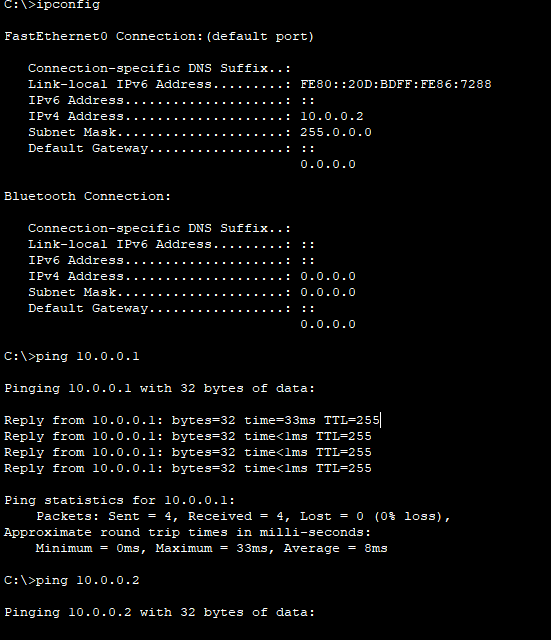 C:\>ipconfig
FastEthernet0 Connection:(default port)
Connection-specific DNS Suffix..:
Link-local IPv6 Address.........: FE80::20D:BDFF:FE86:7288
IPv6 Address....................: ::
IPv4 Address....................: 10.0.0.2
Subnet Mask.....................: 255.0.0.0
Default Gateway.................: ::
0.0.0.0
Bluetooth Connection:
Connection-specific DNS Suffix..:
Link-local IPv6 Address.........: ::
IPv6 Address....................: ::
IPv4 Address....................: 0.0.0.0
Subnet Mask.....................: 0.0.0.0
Default Gateway.................: ::
0.0.0.0
C:\>ping 10.0.0.1
Pinging 10.0.0.1 with 32 bytes of data:
Reply from 10.0.0.1: bytes=32 time=33ms TTL=255
Reply from 10.0.0.1: bytes=32 time<1ms TTL=255
Reply from 10.0.0.1: bytes=32 time<1ms TTL=255
Reply from 10.0.0.1: bytes=32 time<1ms TTL=255
Ping statistics for 10.0.0.1:
Packets: Sent = 4, Received = 4, Lost = 0 (0% loss),
Approximate round trip times in milli-seconds:
Minimum = 0ms, Maximum = 33ms, Average = 8ms
C:\>ping 10.0.0.2
Pinging 10.0.0.2 with 32 bytes of data: